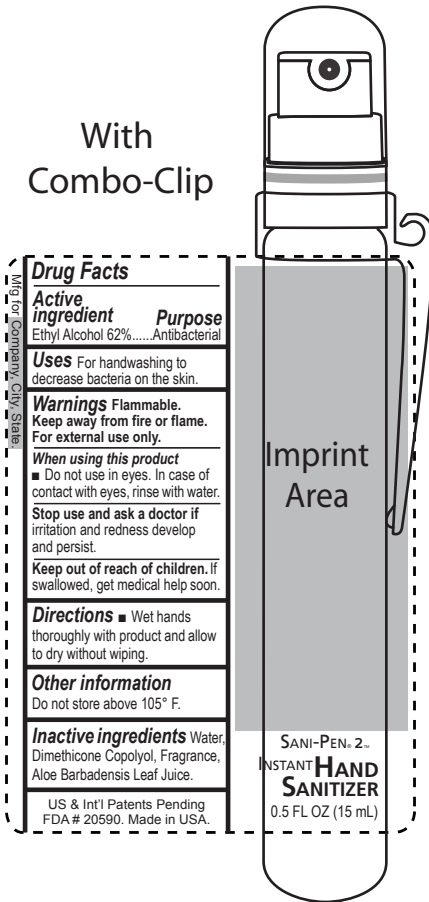 With
Combo-Clip
Mfg for Company, City, State
Drug Facts
Active
ingredient Purpose
Ethyl Alcohol 62%......Antibacterial
Uses For handwashing to
decrease bacteria on the skin.
Warnings Flammable.
Keep away from fire or flame.
For external use only.
When using this product
■ Do not use in eyes. In case of
contact with eyes, rinse with water.
Stop use and ask a doctor if
irritation and redness develop
and persist.
Keep out of reach of children. If
swallowed, get medical help soon.
Directions ■ Wet hands
thoroughly with product and allow
to dry without wiping.
Other information
Do not store above 105° F.
Inactive ingredients Water,
Dimethicone Copolyol, Fragrance,
Aloe Barbadensis Leaf Juice.
US & Int'l Patents Pending
FDA # 20590. Made in USA.
Imprint
Area
SANI-PEN® 2™
INSTANT HAND
SANITIZER
0.5 FL OZ (15 mL)